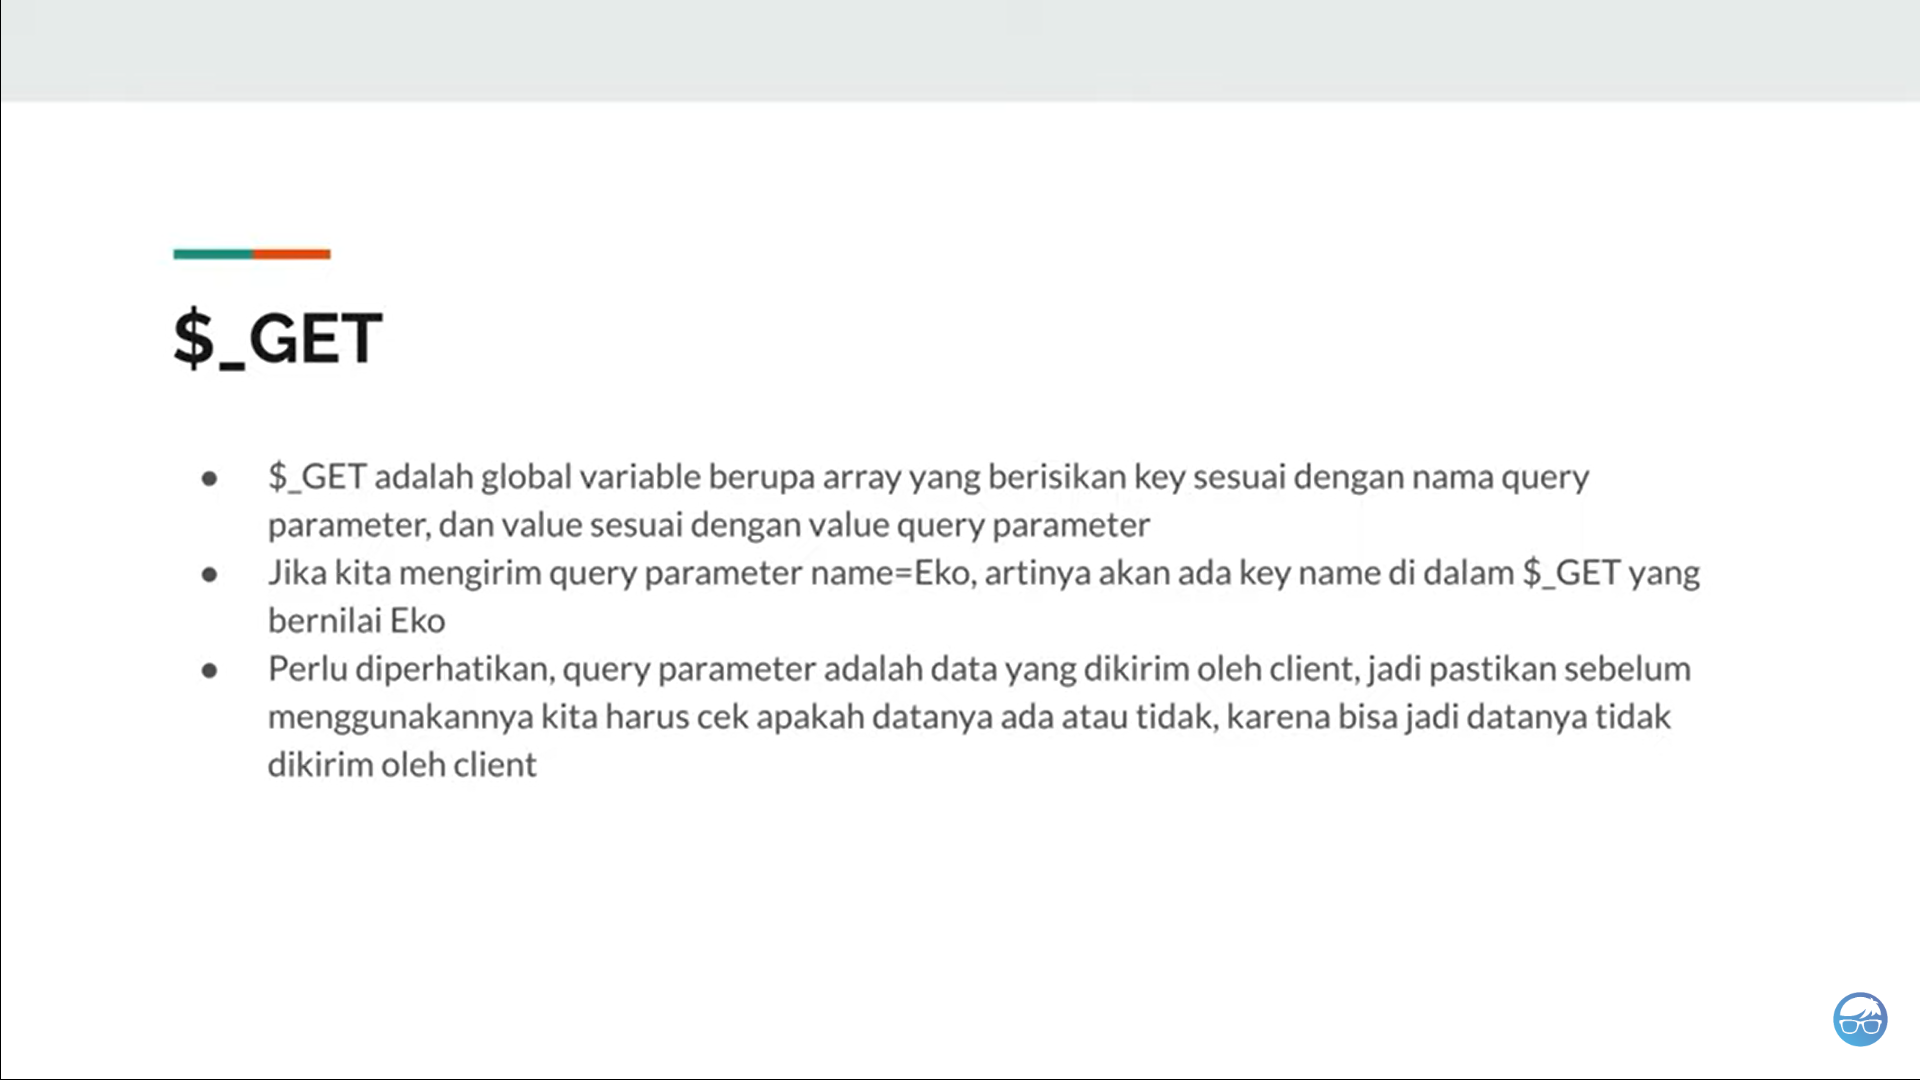 $_GET
● $_GET adalah global variable berupa array yang berisikan key sesuai dengan nama query
parameter, dan value sesuai dengan value query parameter
● Jika kita mengirim query parameter name=Eko, artinya akan ada key name di dalam $_GET yang
bernilai Eko
● Perlu diperhatikan, query parameter adalah data yang dikirim oleh client, jadi pastikan sebelum
menggunakannya kita harus cek apakah datanya ada atau tidak, karena bisa jadi datanya tidak
dikirim oleh client